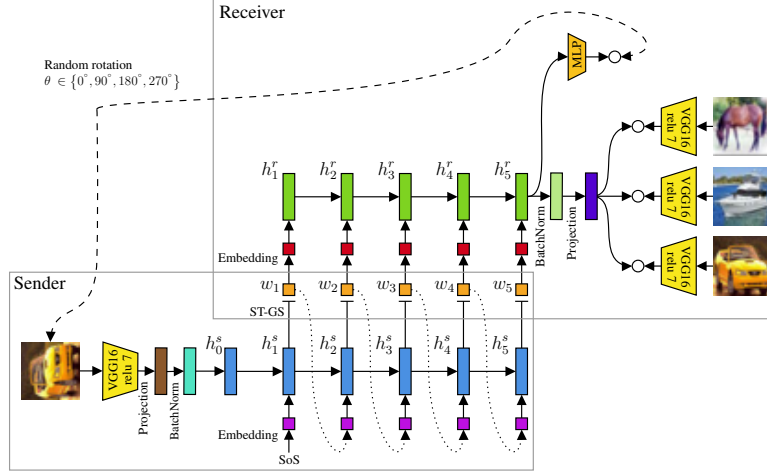 Receiver
Random rotation
θ ∈ {0°, 90°, 180°, 270°}
MLP
VGG16
relu 7
h_1^r h_2^r h_3^r h_4^r h_5^r
VGG16
relu 7
BatchNorm
Projection
Embedding
VGG16
relu 7
Sender
w_1 w_2 w_3 w_4 w_5
ST-GS
h_0^s h_1^s h_2^s h_3^s h_4^s h_5^s
VGG16
relu 7
Projection
BatchNorm
Embedding
SoS